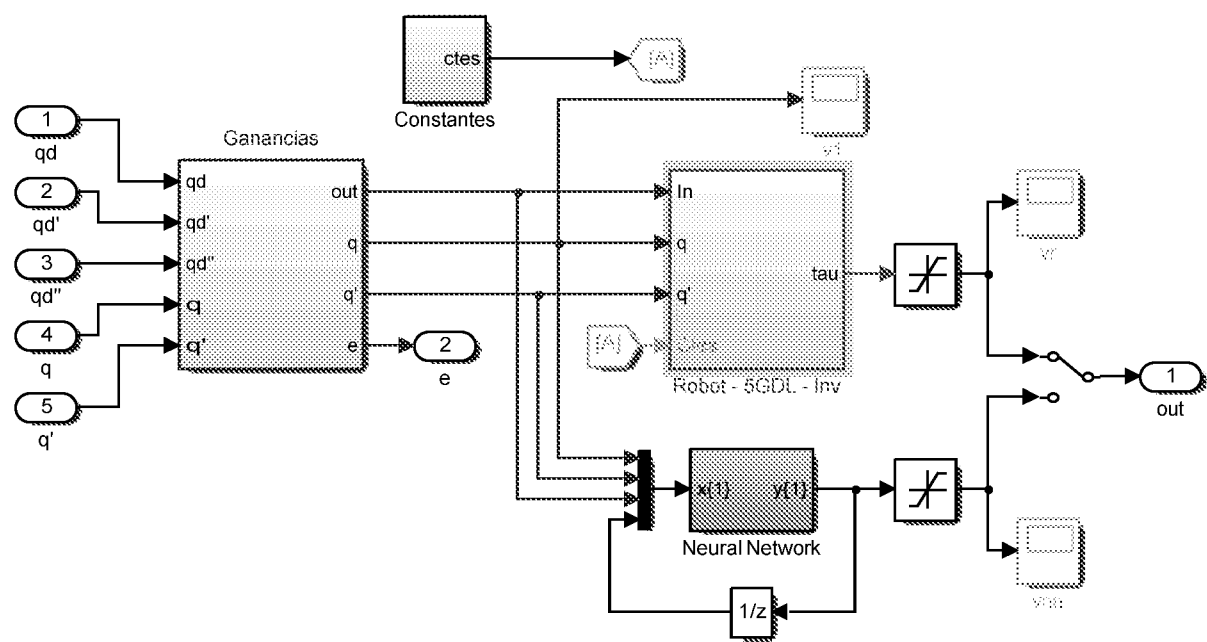 ctes
[A]
Constantes
1
qd
Ganancias
2
qd'
3
qd''
4
q
5
q'
qd
qd'
qd''
q
q'
out
q
q'
e
2
e
In
q
q'
[A]
tau
Robot - 5GDL - Inv
1
out
x{1}
y{1}
Neural Network
1/z